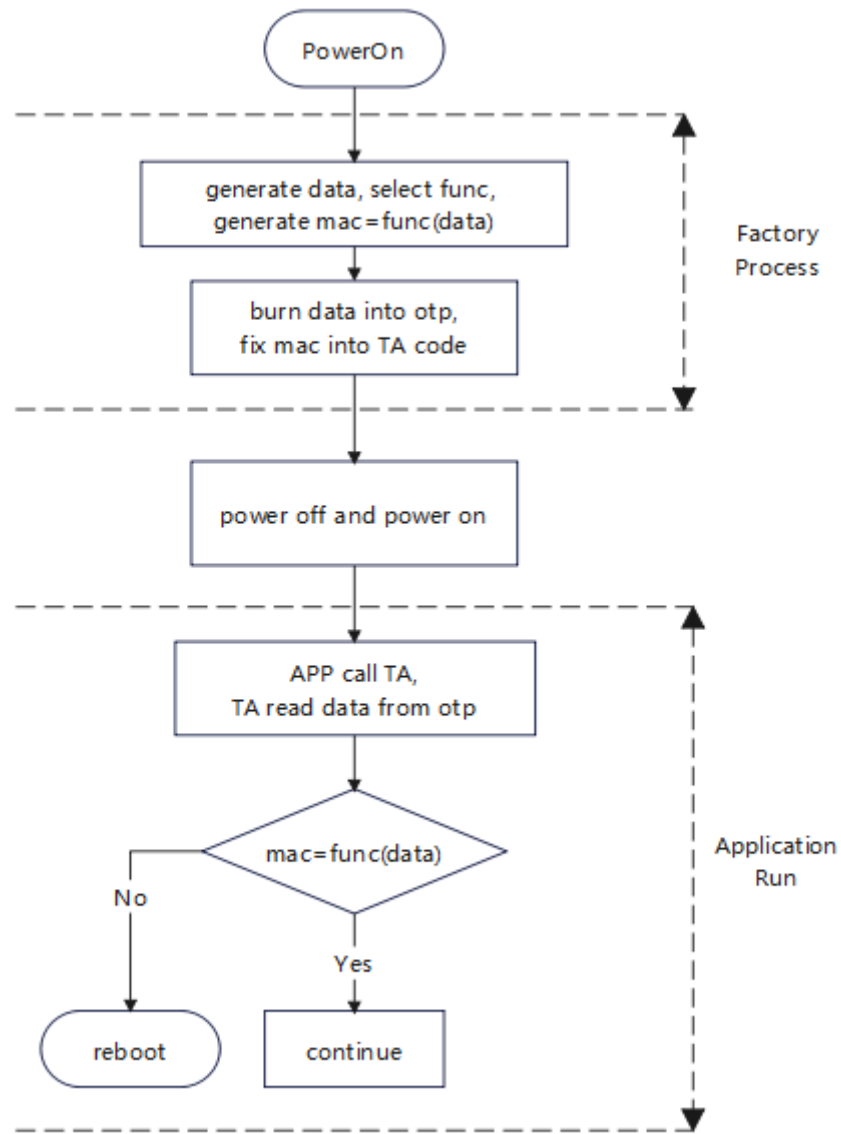 PowerOn
generate data, select func,
generate mac=func(data)
Factory
Process
burn data into otp,
fix mac into TA code
power off and power on
APP call TA,
TA read data from otp
mac=func(data)
Application
Run
No
Yes
reboot
continue